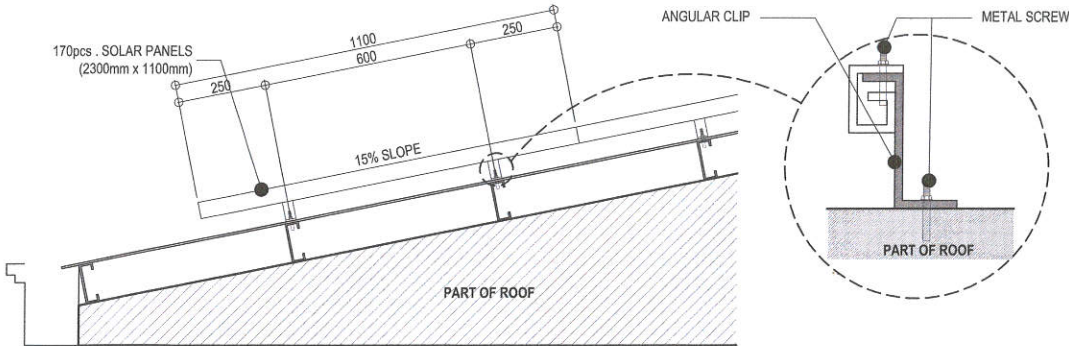 170pcs . SOLAR PANELS
(2300mm x 1100mm)
1100
250
600
250
15% SLOPE
PART OF ROOF
ANGULAR CLIP
METAL SCREW
PART OF ROOF